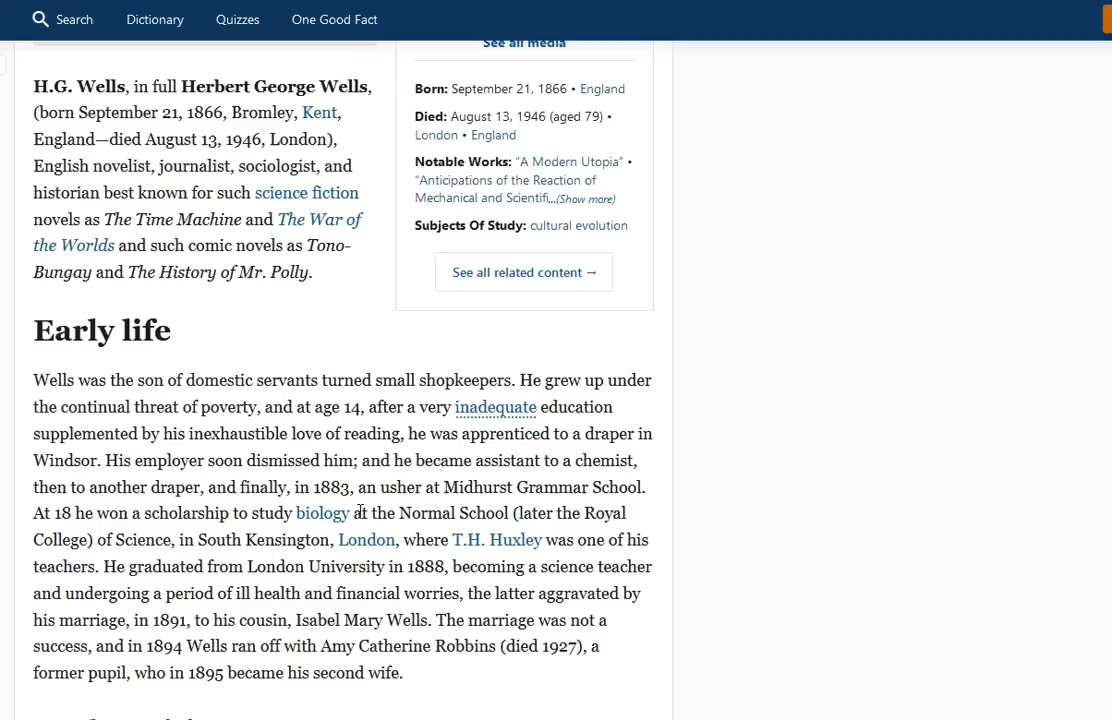 Search Dictionary Quizzes One Good Fact
See all media
H.G. Wells, in full Herbert George Wells,
(born September 21, 1866, Bromley, Kent,
England—died August 13, 1946, London),
English novelist, journalist, sociologist, and
historian best known for such science fiction
novels as The Time Machine and The War of
the Worlds and such comic novels as Tono-
Bungay and The History of Mr. Polly.
Born: September 21, 1866 • England
Died: August 13, 1946 (aged 79) •
London • England
Notable Works: “A Modern Utopia” •
“Anticipations of the Reaction of
Mechanical and Scientifi...(Show more)
Subjects Of Study: cultural evolution
See all related content →
Early life
Wells was the son of domestic servants turned small shopkeepers. He grew up under
the continual threat of poverty, and at age 14, after a very inadequate education
supplemented by his inexhaustible love of reading, he was apprenticed to a draper in
Windsor. His employer soon dismissed him; and he became assistant to a chemist,
then to another draper, and finally, in 1883, an usher at Midhurst Grammar School.
At 18 he won a scholarship to study biology at the Normal School (later the Royal
College) of Science, in South Kensington, London, where T.H. Huxley was one of his
teachers. He graduated from London University in 1888, becoming a science teacher
and undergoing a period of ill health and financial worries, the latter aggravated by
his marriage, in 1891, to his cousin, Isabel Mary Wells. The marriage was not a
success, and in 1894 Wells ran off with Amy Catherine Robbins (died 1927), a
former pupil, who in 1895 became his second wife.